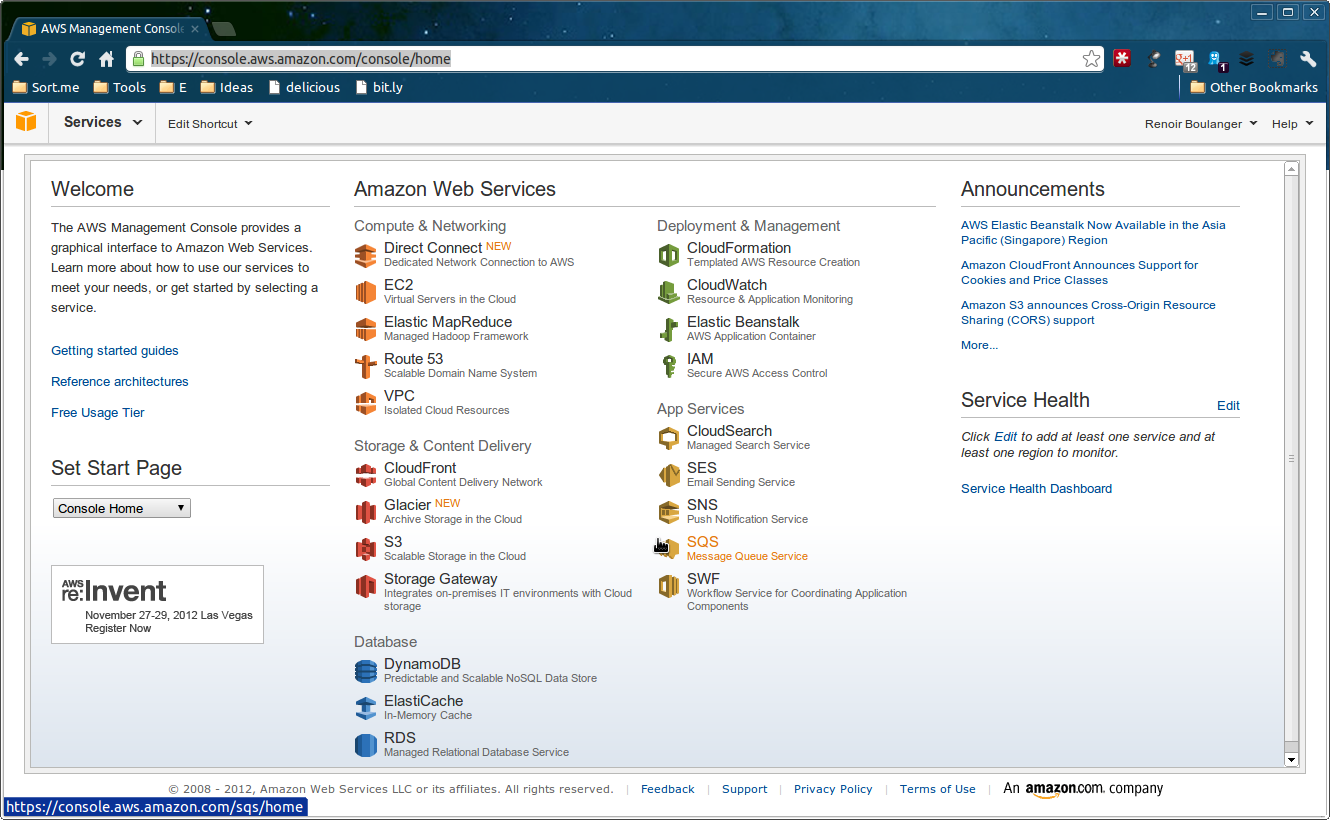 AWS Management Console
https://console.aws.amazon.com/console/home
12
1
Sort.me
Tools
E
Ideas
delicious
bit.ly
Other Bookmarks
Services
Edit Shortcut
Renoir Boulanger
Help
Welcome
The AWS Management Console provides a
graphical interface to Amazon Web Services.
Learn more about how to use our services to
meet your needs, or get started by selecting a
service.
Getting started guides
Reference architectures
Free Usage Tier
Set Start Page
Console Home
AWS
re:Invent
November 27-29, 2012 Las Vegas
Register Now
Amazon Web Services
Compute & Networking
Direct Connect NEW
Dedicated Network Connection to AWS
EC2
Virtual Servers in the Cloud
Elastic MapReduce
Managed Hadoop Framework
Route 53
Scalable Domain Name System
VPC
Isolated Cloud Resources
Storage & Content Delivery
CloudFront
Global Content Delivery Network
Glacier NEW
Archive Storage in the Cloud
S3
Scalable Storage in the Cloud
Storage Gateway
Integrates on-premises IT environments with Cloud
storage
Database
DynamoDB
Predictable and Scalable NoSQL Data Store
ElastiCache
In-Memory Cache
RDS
Managed Relational Database Service
Deployment & Management
CloudFormation
Templated AWS Resource Creation
CloudWatch
Resource & Application Monitoring
Elastic Beanstalk
AWS Application Container
IAM
Secure AWS Access Control
App Services
CloudSearch
Managed Search Service
SES
Email Sending Service
SNS
Push Notification Service
SQS
Message Queue Service
SWF
Workflow Service for Coordinating Application
Components
Announcements
AWS Elastic Beanstalk Now Available in the Asia
Pacific (Singapore) Region
Amazon CloudFront Announces Support for
Cookies and Price Classes
Amazon S3 announces Cross-Origin Resource
Sharing (CORS) support
More...
Service Health
Edit
Click Edit to add at least one service and at
least one region to monitor.
Service Health Dashboard
© 2008 - 2012, Amazon Web Services LLC or its affiliates. All rights reserved. | Feedback | Support | Privacy Policy | Terms of Use | An amazon.com. company
https://console.aws.amazon.com/sqs/home